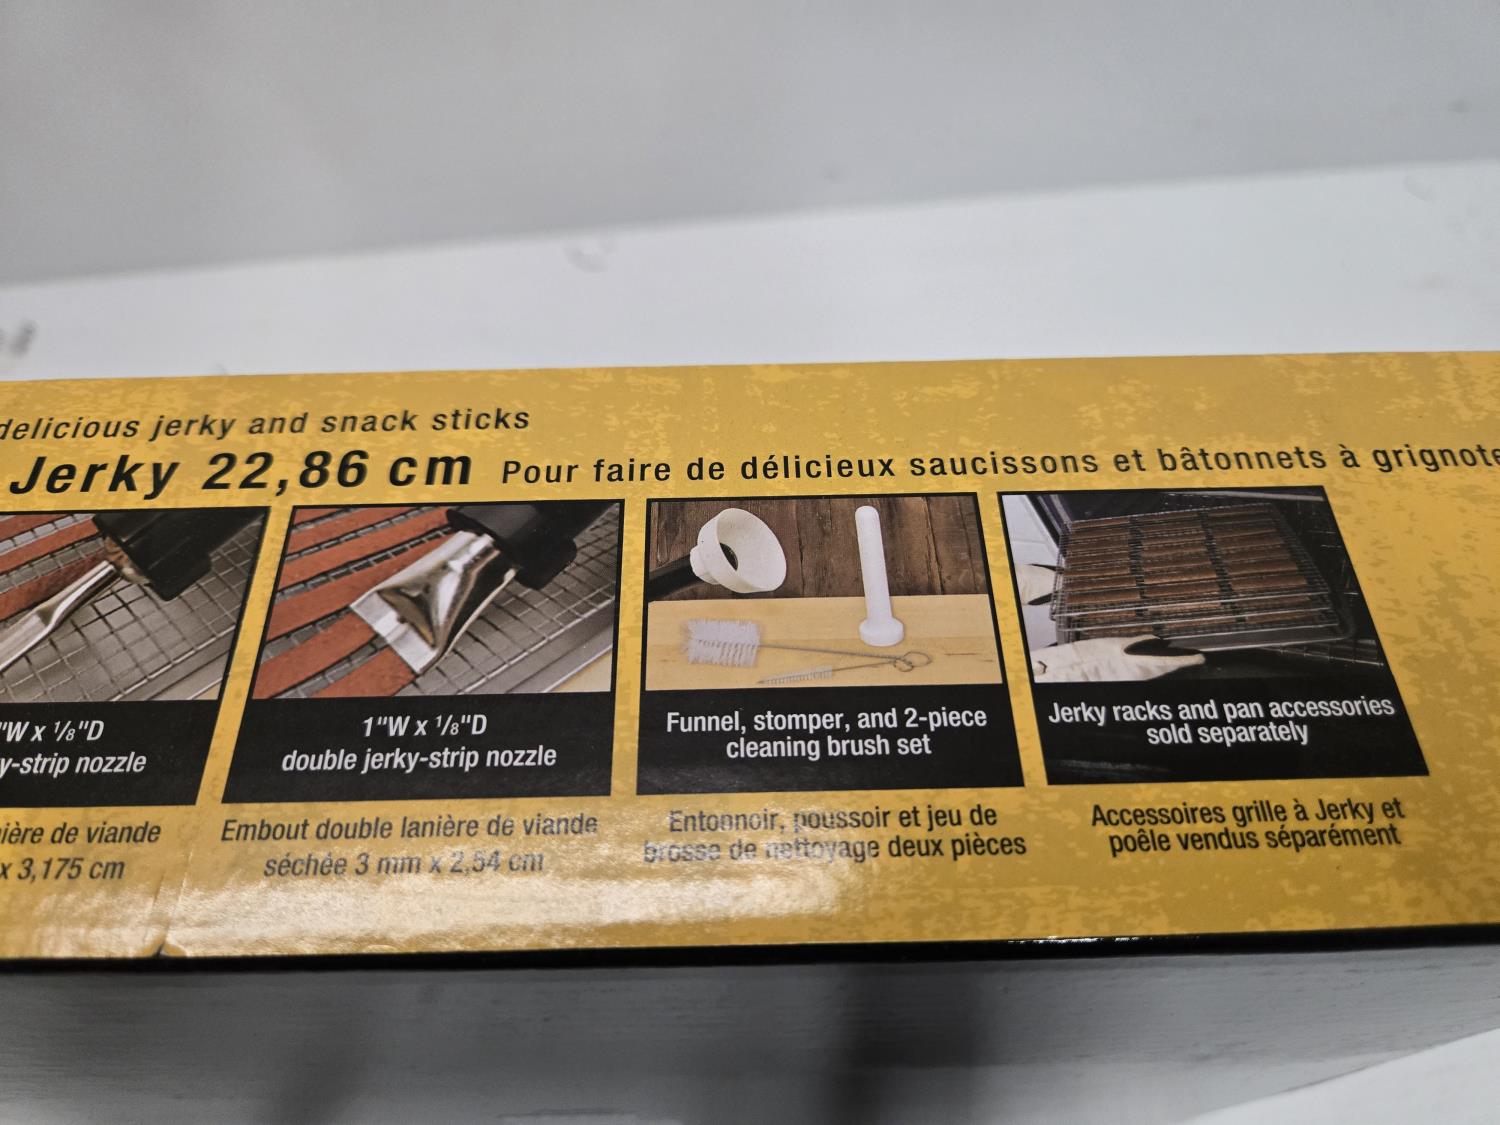 delicious jerky and snack sticks
Jerky 22,86 cm Pour faire de délicieux saucissons et bâtonnets à grignote
"W x 1/8"D
y-strip nozzle
ière de viande
x 3,175 cm
1"W x 1/8"D
double jerky-strip nozzle
Embout double lanière de viande
séchée 3 mm x 2,54 cm
Funnel, stomper, and 2-piece
cleaning brush set
Entonnoir, poussoir et jeu de
brosse de nettoyage deux pièces
Jerky racks and pan accessories
sold separately
Accessoires grille à Jerky et
poêle vendus séparément